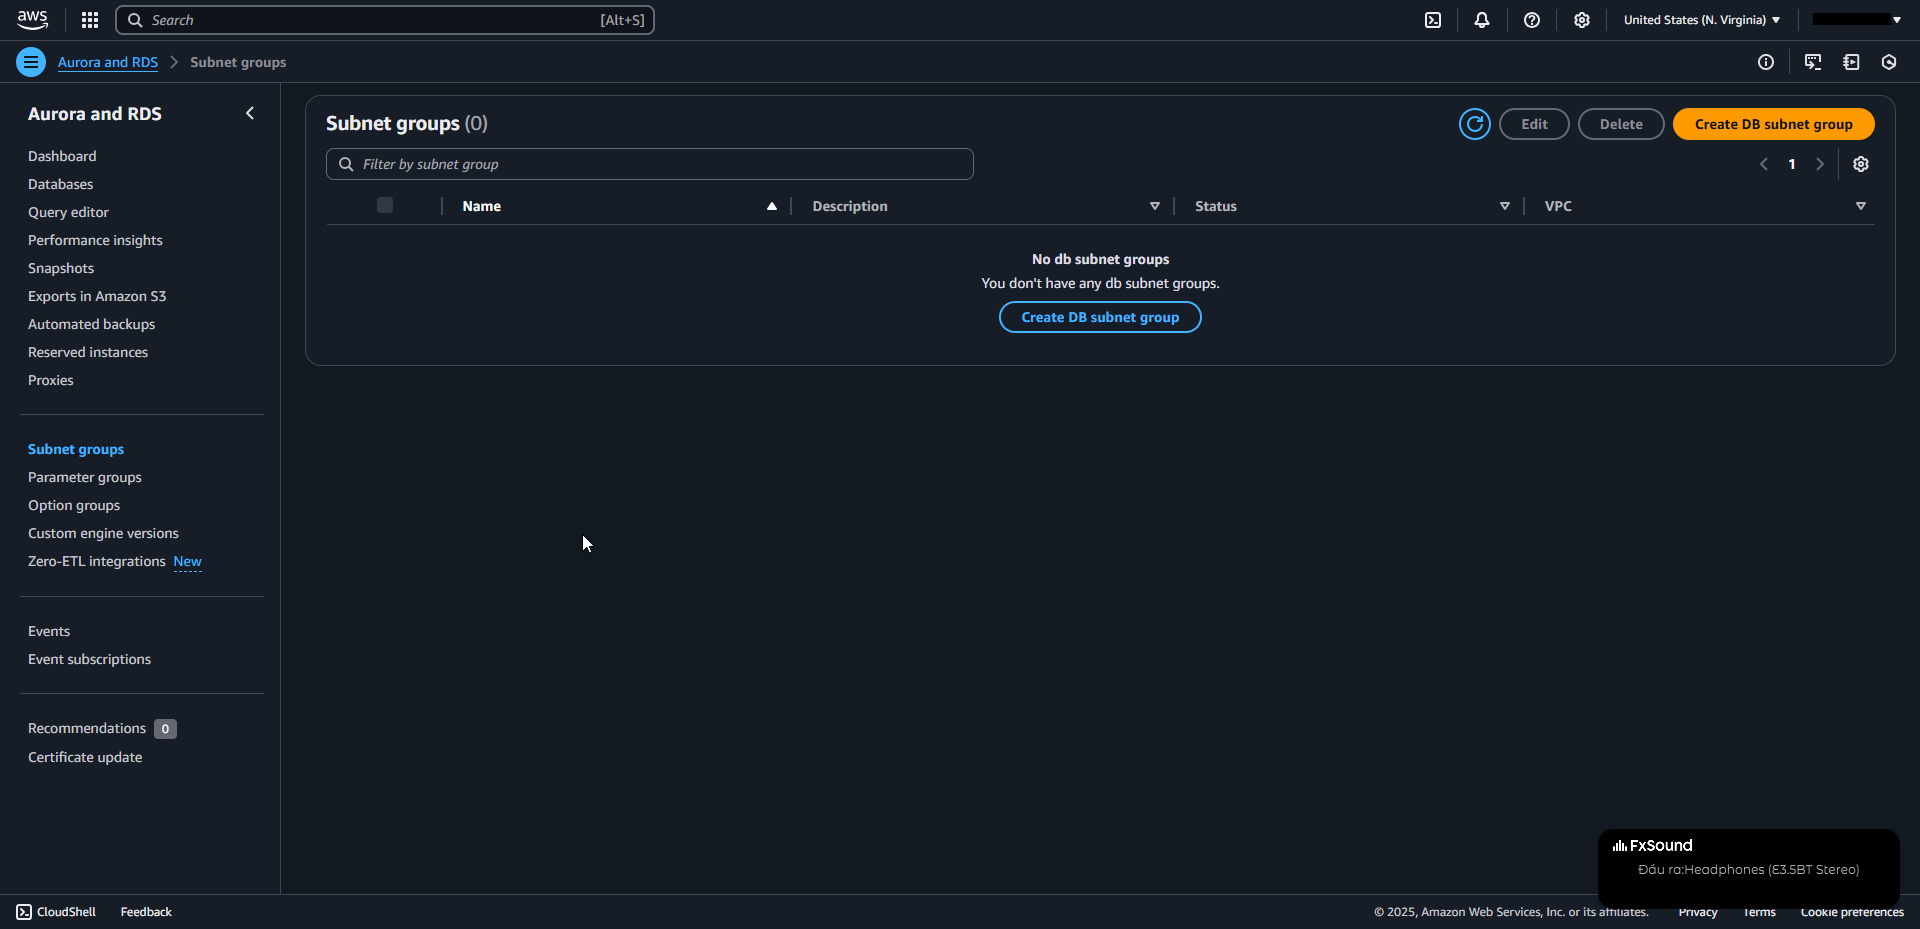 aws
Search [Alt+S]
United States (N. Virginia)
Aurora and RDS > Subnet groups
Aurora and RDS
Dashboard
Databases
Query editor
Performance insights
Snapshots
Exports in Amazon S3
Automated backups
Reserved instances
Proxies
Subnet groups
Parameter groups
Option groups
Custom engine versions
Zero-ETL integrations New
Events
Event subscriptions
Recommendations 0
Certificate update
Subnet groups (0)
Edit
Delete
Create DB subnet group
Filter by subnet group
1
Name
Description
Status
VPC
No db subnet groups
You don't have any db subnet groups.
Create DB subnet group
FxSound
Đầu ra:Headphones (E3.5BT Stereo)
CloudShell
Feedback
© 2025, Amazon Web Services, Inc. or its affiliates.
Privacy
Terms
Cookie preferences